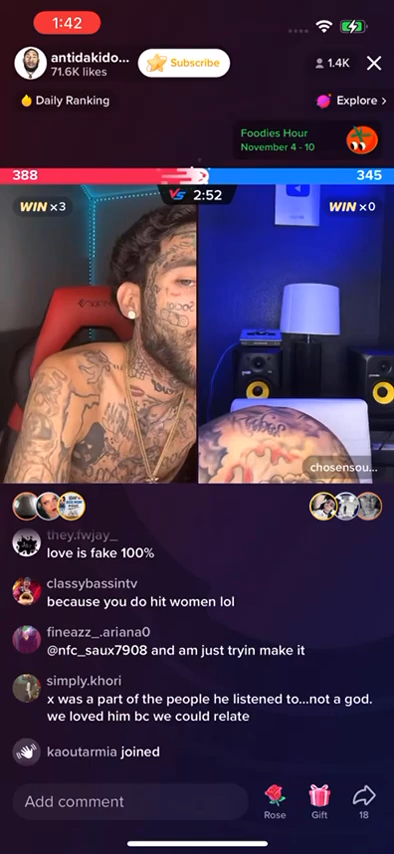 1:42
antidakido...
71.6K likes
Subscribe
1.4K
Daily Ranking
Explore >
Foodies Hour
November 4 - 10
388
345
VS 2:52
WIN x3
WIN x0
chosensou...
they.fwjay_
love is fake 100%
classybassintv
because you do hit women lol
fineazz_.ariana0
@nfc_saux7908 and am just tryin make it
simply.khori
x was a part of the people he listened to...not a god.
we loved him bc we could relate
kaoutarmia joined
Add comment
Rose
Gift
18